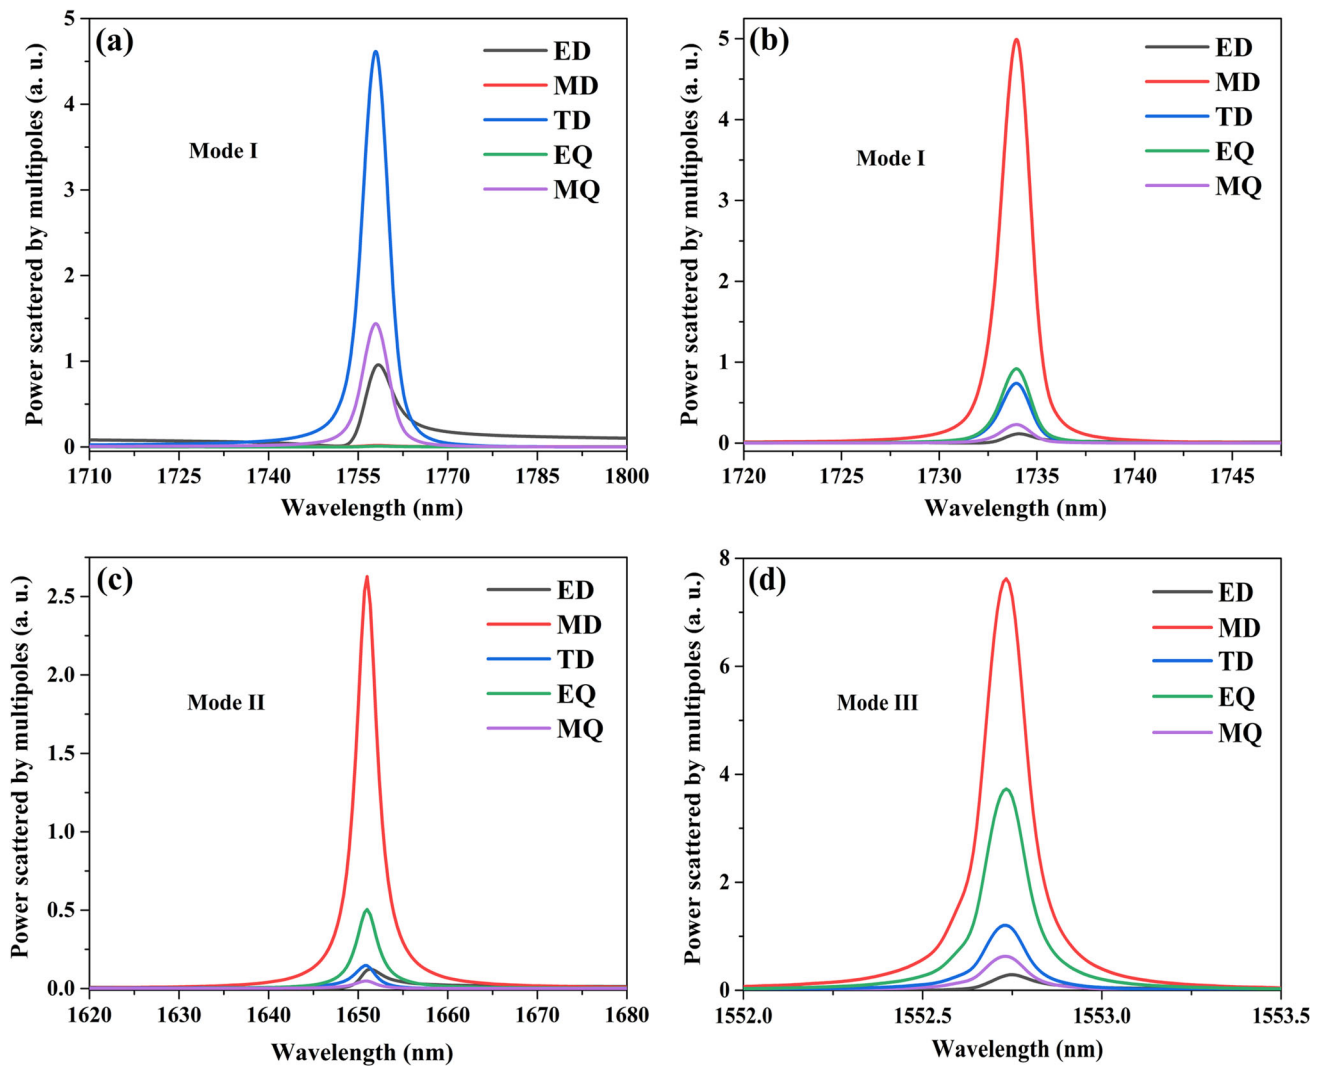 (a)
Mode I
ED
MD
TD
EQ
MQ
Power scattered by multipoles (a. u.)
5
4
3
2
1
0
1710 1725 1740 1755 1770 1785 1800
Wavelength (nm)
(b)
Mode I
ED
MD
TD
EQ
MQ
Power scattered by multipoles (a. u.)
5
4
3
2
1
0
1720 1725 1730 1735 1740 1745
Wavelength (nm)
(c)
Mode II
ED
MD
TD
EQ
MQ
Power scattered by multipoles (a. u.)
2.5
2.0
1.5
1.0
0.5
0.0
1620 1630 1640 1650 1660 1670 1680
Wavelength (nm)
(d)
Mode III
ED
MD
TD
EQ
MQ
Power scattered by multipoles (a. u.)
8
6
4
2
0
1552.0 1552.5 1553.0 1553.5
Wavelength (nm)